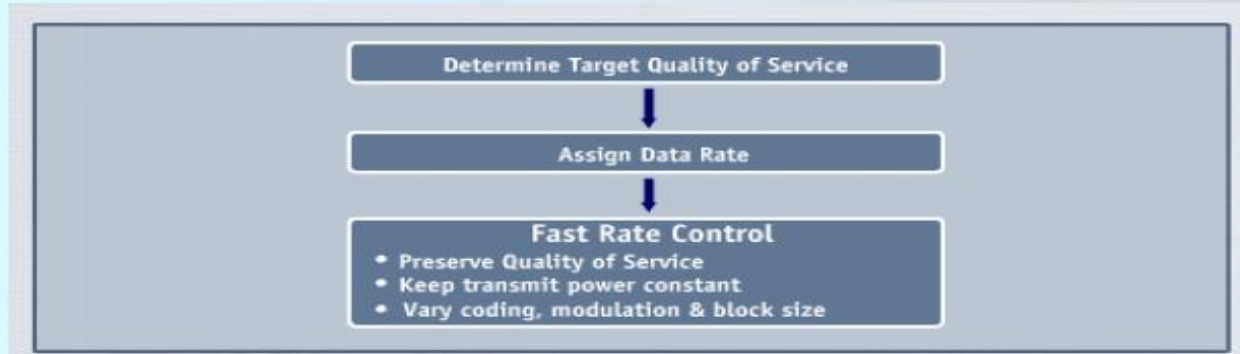 Determine Target Quality of Service
Assign Data Rate
Fast Rate Control
• Preserve Quality of Service
• Keep transmit power constant
• Vary coding, modulation & block size